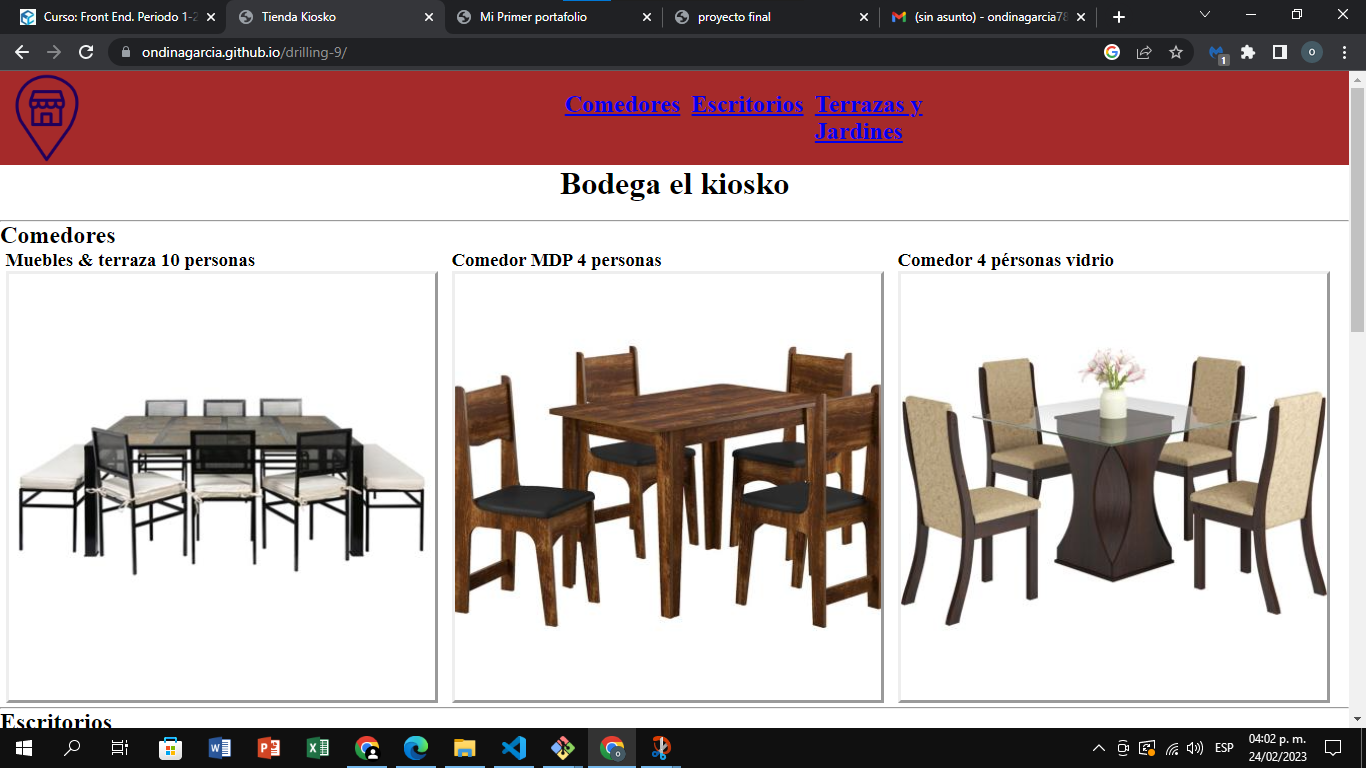 Curso: Front End. Periodo 1-2
Tienda Kiosko
Mi Primer portafolio
proyecto final
(sin asunto) - ondinagarcia78
ondinagarcia.github.io/drilling-9/
1
o
Comedores Escritorios Terrazas y
Jardines
Bodega el kiosko
Comedores
Muebles & terraza 10 personas
Comedor MDP 4 personas
Comedor 4 pérsonas vidrio
Escritorios
ESP
04:02 p. m.
24/02/2023